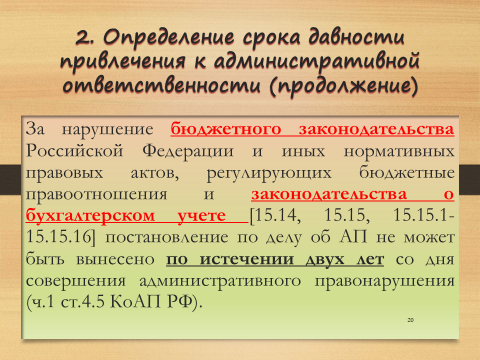 2. Определение срока давности
привлечения к административной
ответственности (продолжение)
За нарушение бюджетного законодательства
Российской Федерации и иных нормативных
правовых актов, регулирующих бюджетные
правоотношения и законодательства о
бухгалтерском учете [15.14, 15.15, 15.15.1-
15.15.16] постановление по делу об АП не может
быть вынесено по истечении двух лет со дня
совершения административного правонарушения
(ч.1 ст.4.5 КоАП РФ).
20